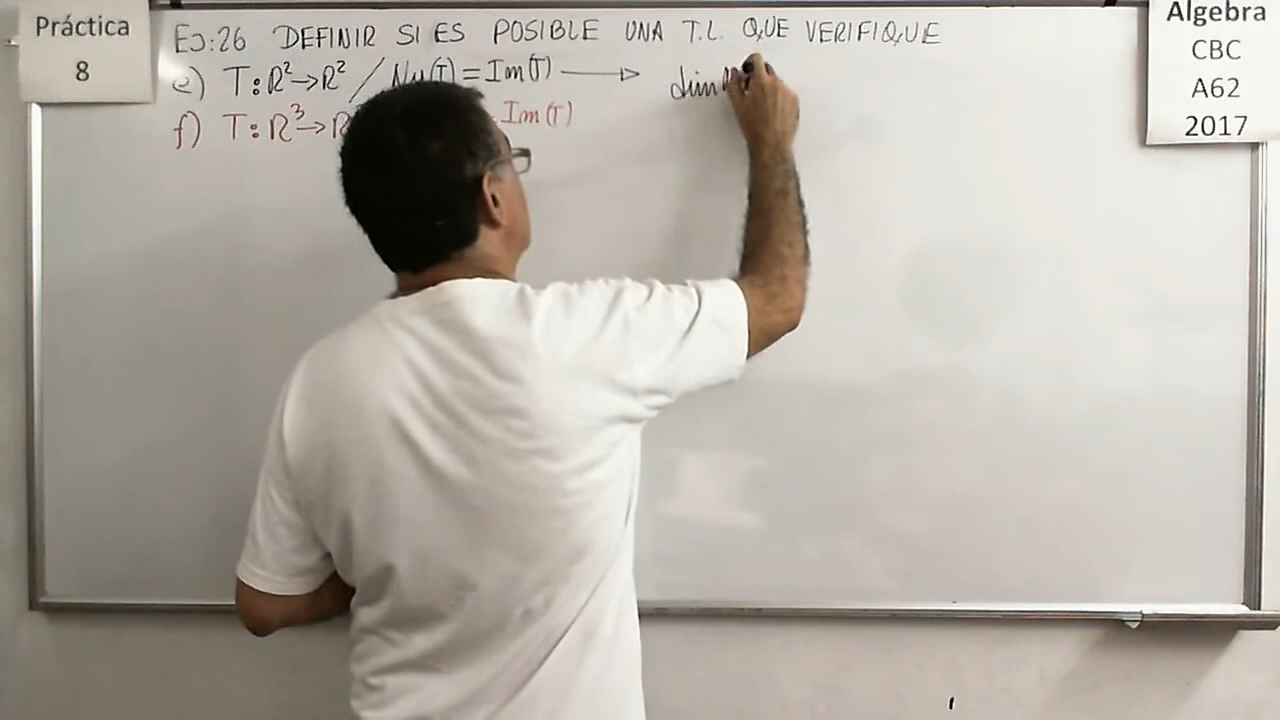 Práctica
8
EJ:26 DEFINIR SI ES POSIBLE UNA T.L. QUE VERIFIQUE
e) T:R²→R² / Nu(T)=Im(T) ⟶ dim
f) T:R³→R Im(T)
Algebra
CBC
A62
2017